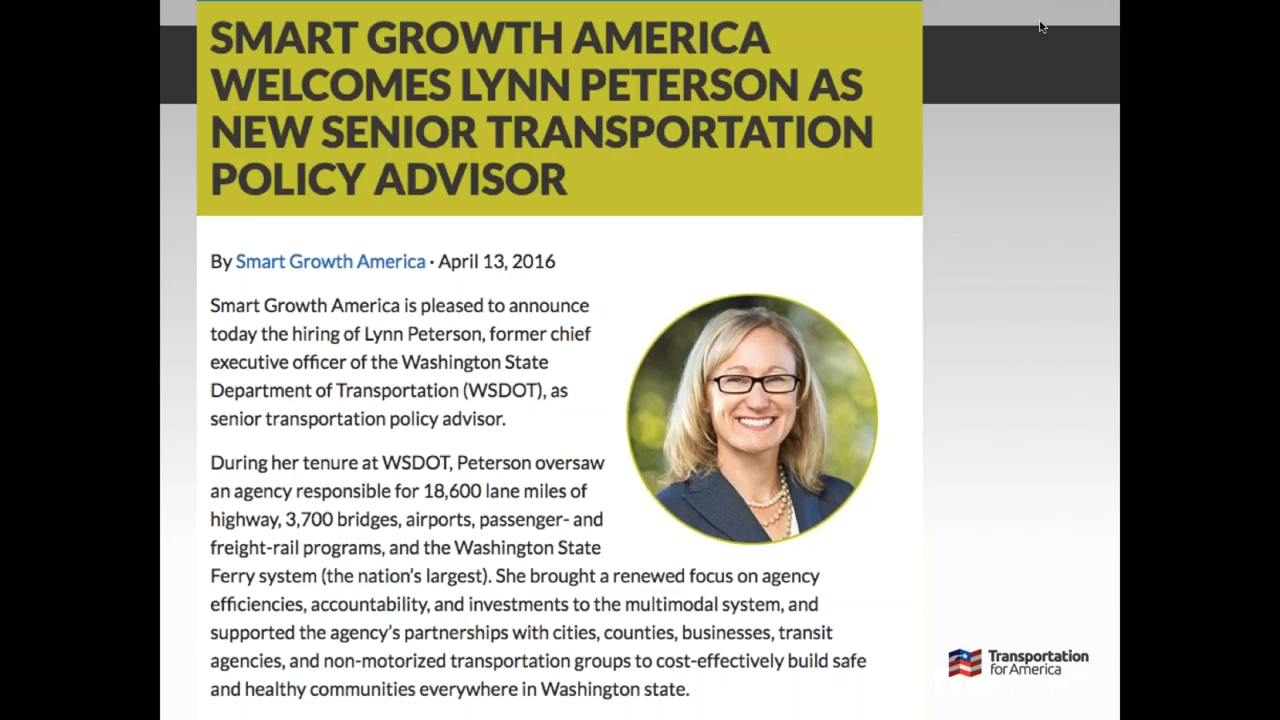 SMART GROWTH AMERICA
WELCOMES LYNN PETERSON AS
NEW SENIOR TRANSPORTATION
POLICY ADVISOR
By Smart Growth America · April 13, 2016
Smart Growth America is pleased to announce
today the hiring of Lynn Peterson, former chief
executive officer of the Washington State
Department of Transportation (WSDOT), as
senior transportation policy advisor.
During her tenure at WSDOT, Peterson oversaw
an agency responsible for 18,600 lane miles of
highway, 3,700 bridges, airports, passenger- and
freight-rail programs, and the Washington State
Ferry system (the nation’s largest). She brought a renewed focus on agency
efficiencies, accountability, and investments to the multimodal system, and
supported the agency’s partnerships with cities, counties, businesses, transit
agencies, and non-motorized transportation groups to cost-effectively build safe
and healthy communities everywhere in Washington state.
Transportation
for America